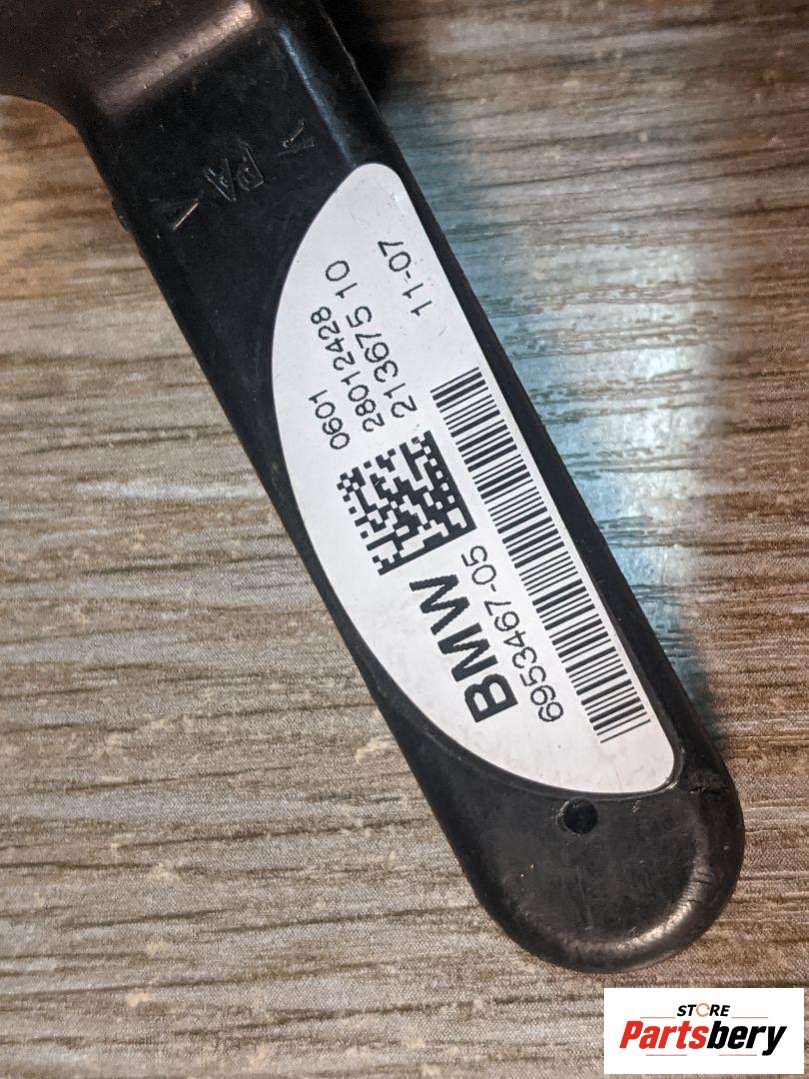 >PA<
0601
28012428
213675 10
11-07
BMW
6953467-05
STORE
Partsbery